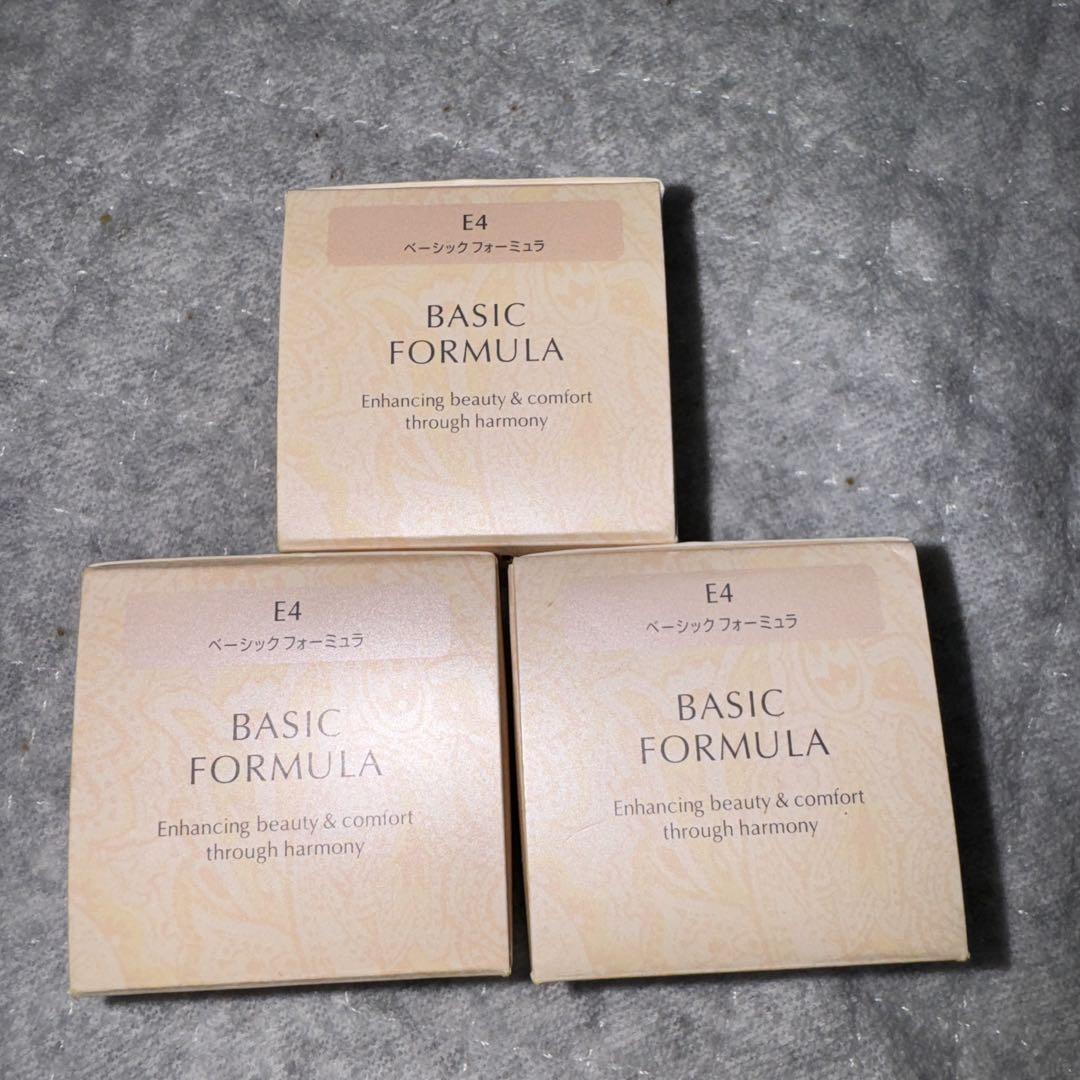 E4
ベーシック フォーミュラ
BASIC
FORMULA
Enhancing beauty & comfort
through harmony
E4
ベーシック フォーミュラ
BASIC
FORMULA
Enhancing beauty & comfort
through harmony
E4
ベーシック フォーミュラ
BASIC
FORMULA
Enhancing beauty & comfort
through harmony